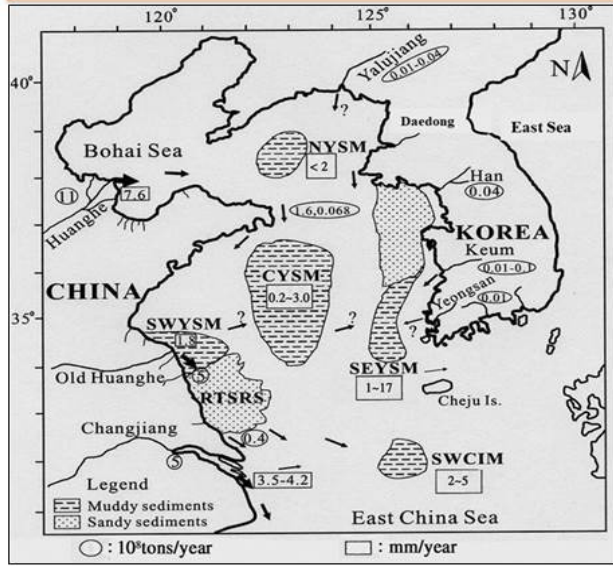 120° 125° 130°
40°
35°
N
Yalujiang
0.01-0.04
?
Daedong
East Sea
Bohai Sea
NYSM
< 2
Han
0.04
11
7.6
Huanghe
1.6,0.068
KOREA
Keum
0.01-0.1
CYSM
0.2~3.0
CHINA
Yeongsan
0.01
SWYSM
?
?
?
1.8
SEYSM
1~17
Old Huanghe
5
RTSRS
Cheju Is.
Changjiang
0.4
5
SWCIM
3.5-4.2
2~5
Legend
Muddy sediments
Sandy sediments
East China Sea
: 10⁸tons/year : mm/year